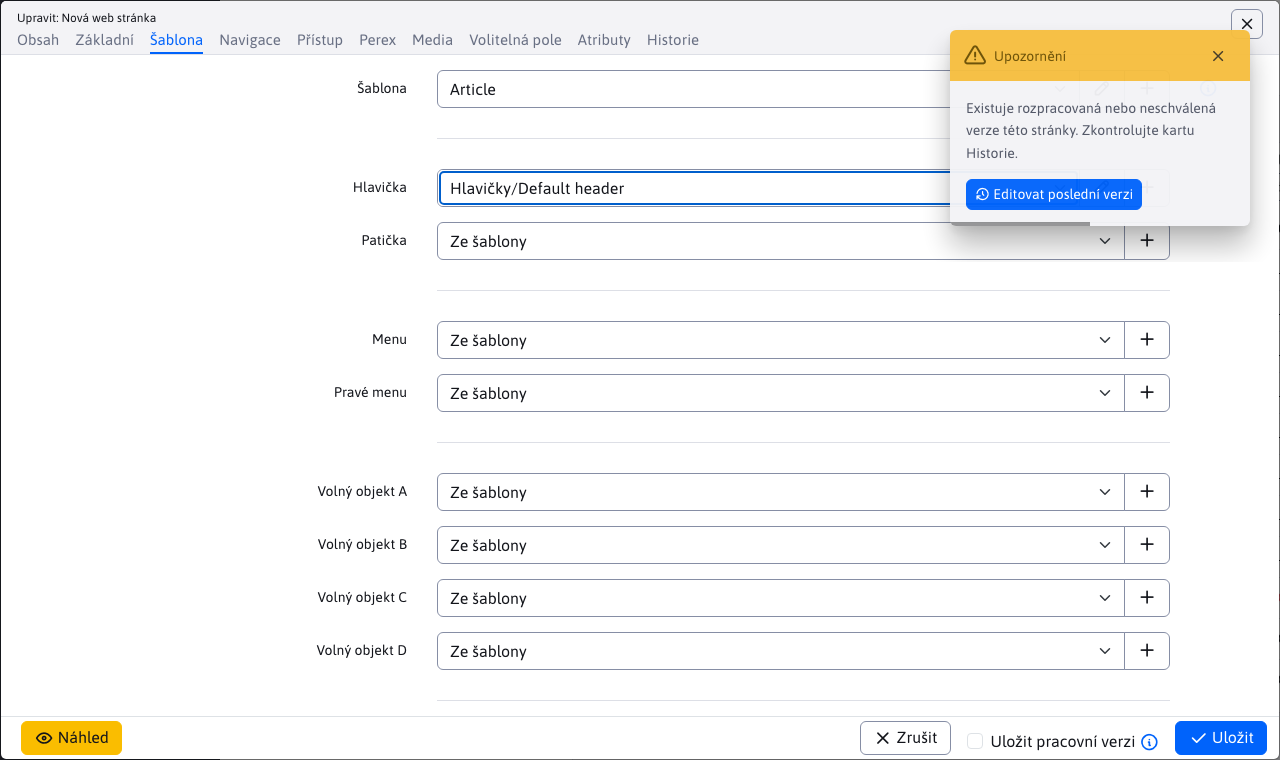 Upravit: Nová web stránka
Obsah Základní Šablona Navigace Přístup Perex Media Volitelná pole Atributy Historie
Upozornění
Existuje rozpracovaná nebo neschválená
verze této stránky. Zkontrolujte kartu
Historie.
Editovat poslední verzi
Šablona Article
Hlavička Hlavičky/Default header
Patička Ze šablony
Menu Ze šablony
Pravé menu Ze šablony
Volný objekt A Ze šablony
Volný objekt B Ze šablony
Volný objekt C Ze šablony
Volný objekt D Ze šablony
Náhled Zrušit Uložit pracovní verzi Uložit